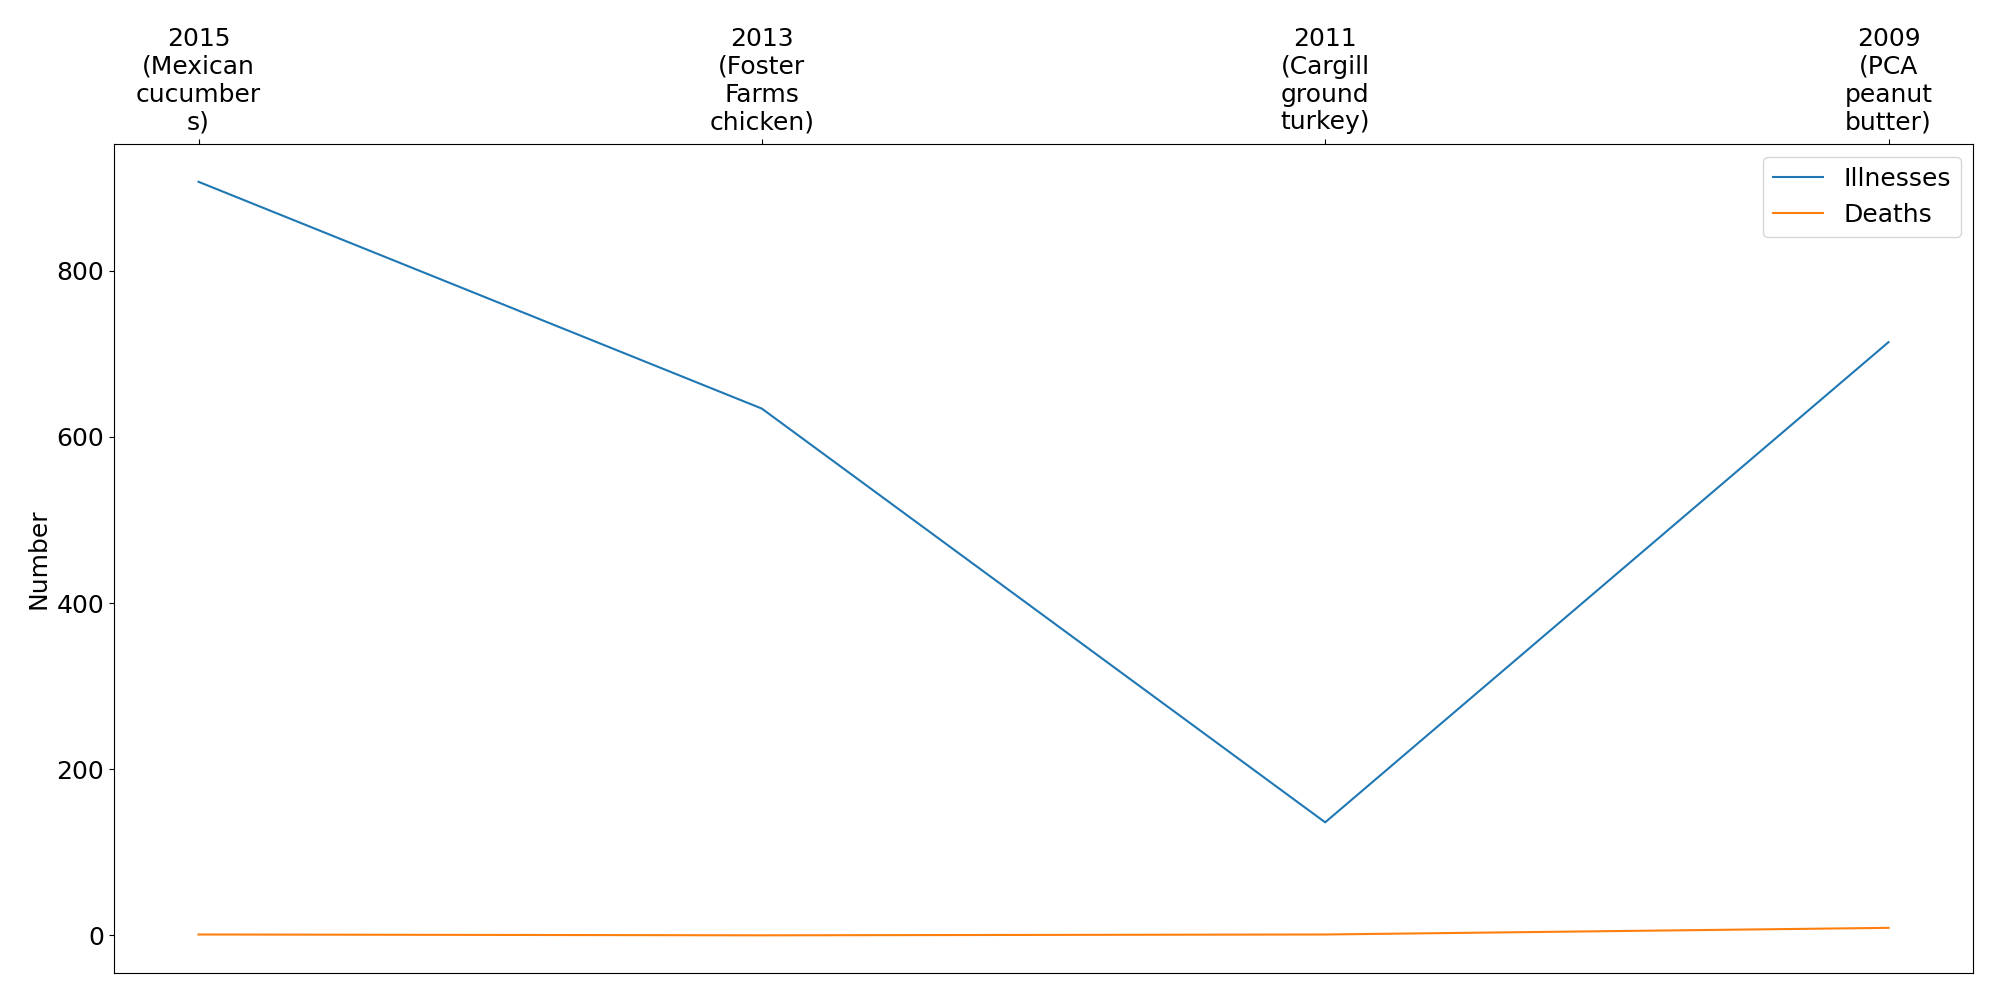 2015
(Mexican
cucumber
s)
2013
(Foster
Farms
chicken)
2011
(Cargill
ground
turkey)
2009
(PCA
peanut
butter)
Illnesses
Deaths
800
600
400
200
0
Number